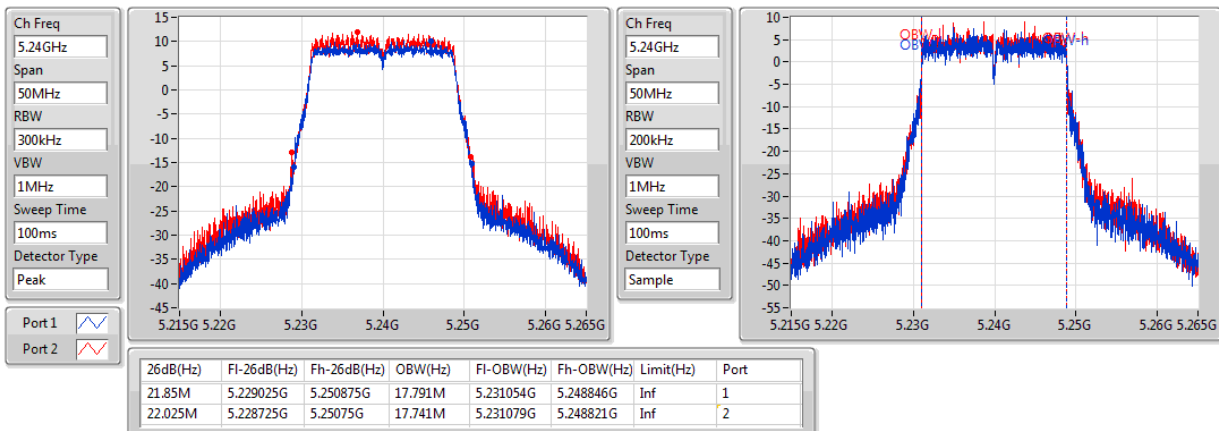 Ch Freq
5.24GHz
Span
50MHz
RBW
300kHz
VBW
1MHz
Sweep Time
100ms
Detector Type
Peak
15
10
5
0
-5
-10
-15
-20
-25
-30
-35
-40
-45
5.215G 5.22G 5.23G 5.24G 5.25G 5.26G 5.265G
Ch Freq
5.24GHz
Span
50MHz
RBW
200kHz
VBW
1MHz
Sweep Time
100ms
Detector Type
Sample
10
5
0
-5
-10
-15
-20
-25
-30
-35
-40
-45
-50
-55
5.215G 5.22G 5.23G 5.24G 5.25G 5.26G 5.265G
Port 1
Port 2
26dB(Hz) Fl-26dB(Hz) Fh-26dB(Hz) OBW(Hz) Fl-OBW(Hz) Fh-OBW(Hz) Limit(Hz) Port
21.85M 5.229025G 5.250875G 17.791M 5.231054G 5.248846G Inf 1
22.025M 5.228725G 5.25075G 17.741M 5.231079G 5.248821G Inf 2